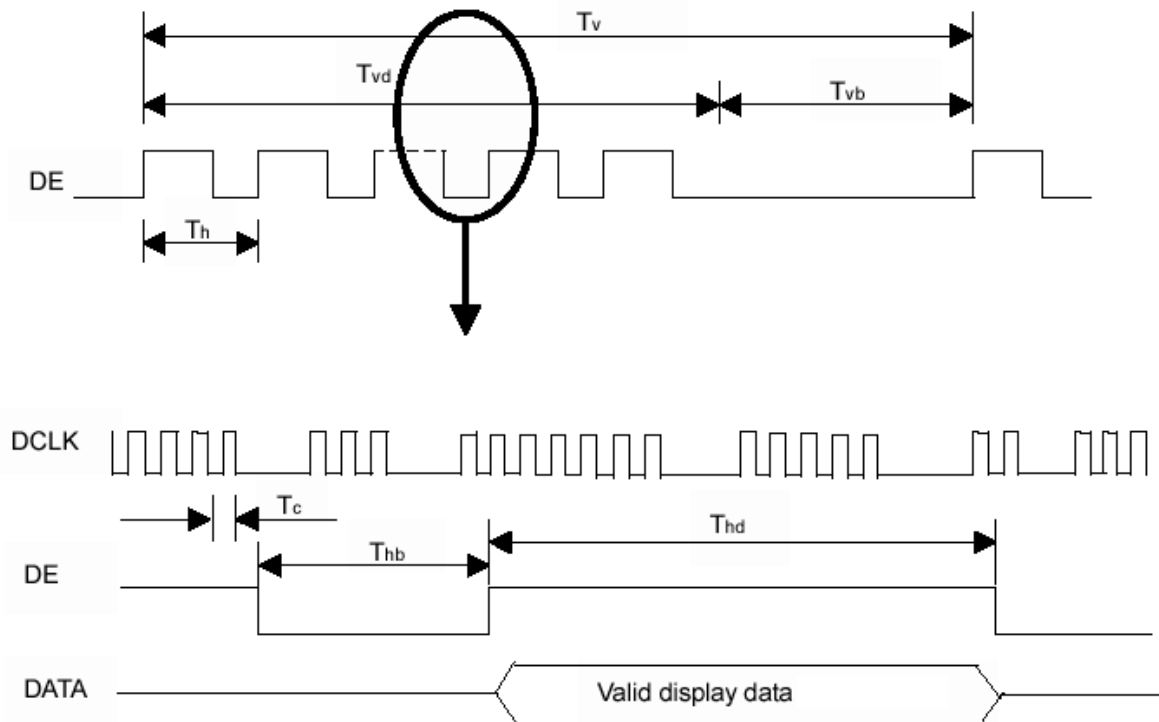 Tv
Tvd
Tvb
DE
Th
DCLK
Tc
Thd
Thb
DE
DATA
Valid display data